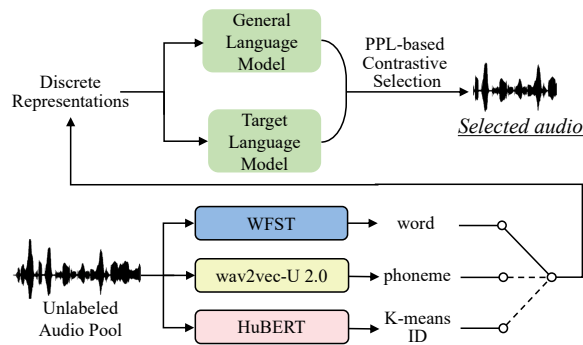 General
Language
Model
PPL-based
Contrastive
Selection
Discrete
Representations
Target
Language
Model
Selected audio
WFST
word
wav2vec-U 2.0
phoneme
Unlabeled
Audio Pool
HuBERT
K-means
ID